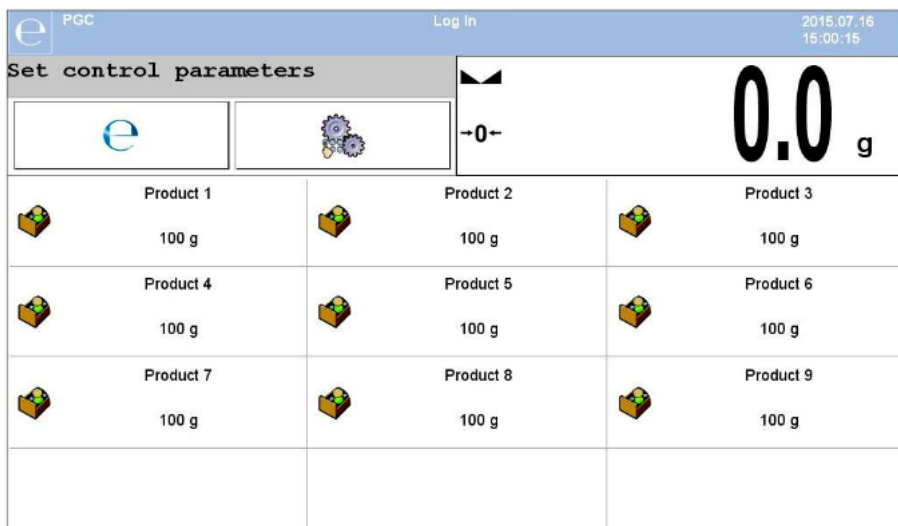 e PGC Log In 2015.07.16
15:00:15
Set control parameters
e
→0←
0.0 g
Product 1 Product 2 Product 3
100 g 100 g 100 g
Product 4 Product 5 Product 6
100 g 100 g 100 g
Product 7 Product 8 Product 9
100 g 100 g 100 g